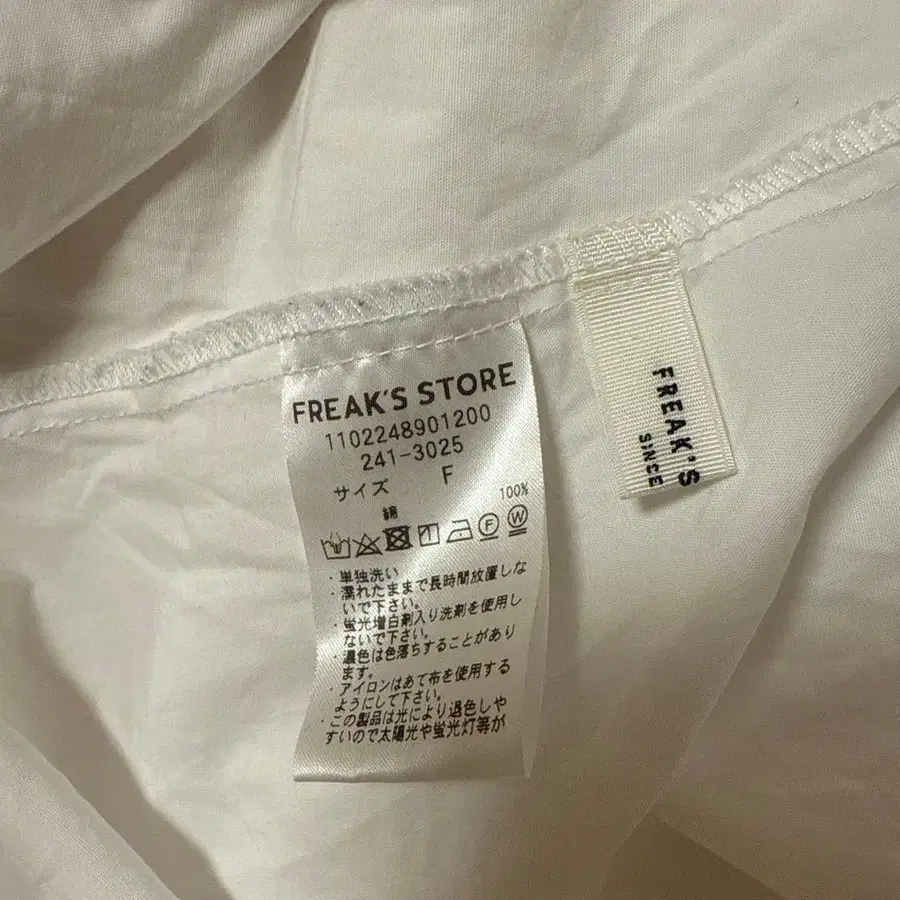 FREAK'S STORE
1102248901200
241-3025
サイズ F
綿 100%
F W
・単独洗い
・濡れたままで長時間放置しな
いで下さい。
・蛍光増白剤入り洗剤を使用し
ないで下さい。
・濃色は色落ちすることがあり
ます。
・アイロンはあて布を使用する
ようにして下さい。
・この製品は光により退色しや
すいので太陽光や蛍光灯等が
FREAK'S
SINCE